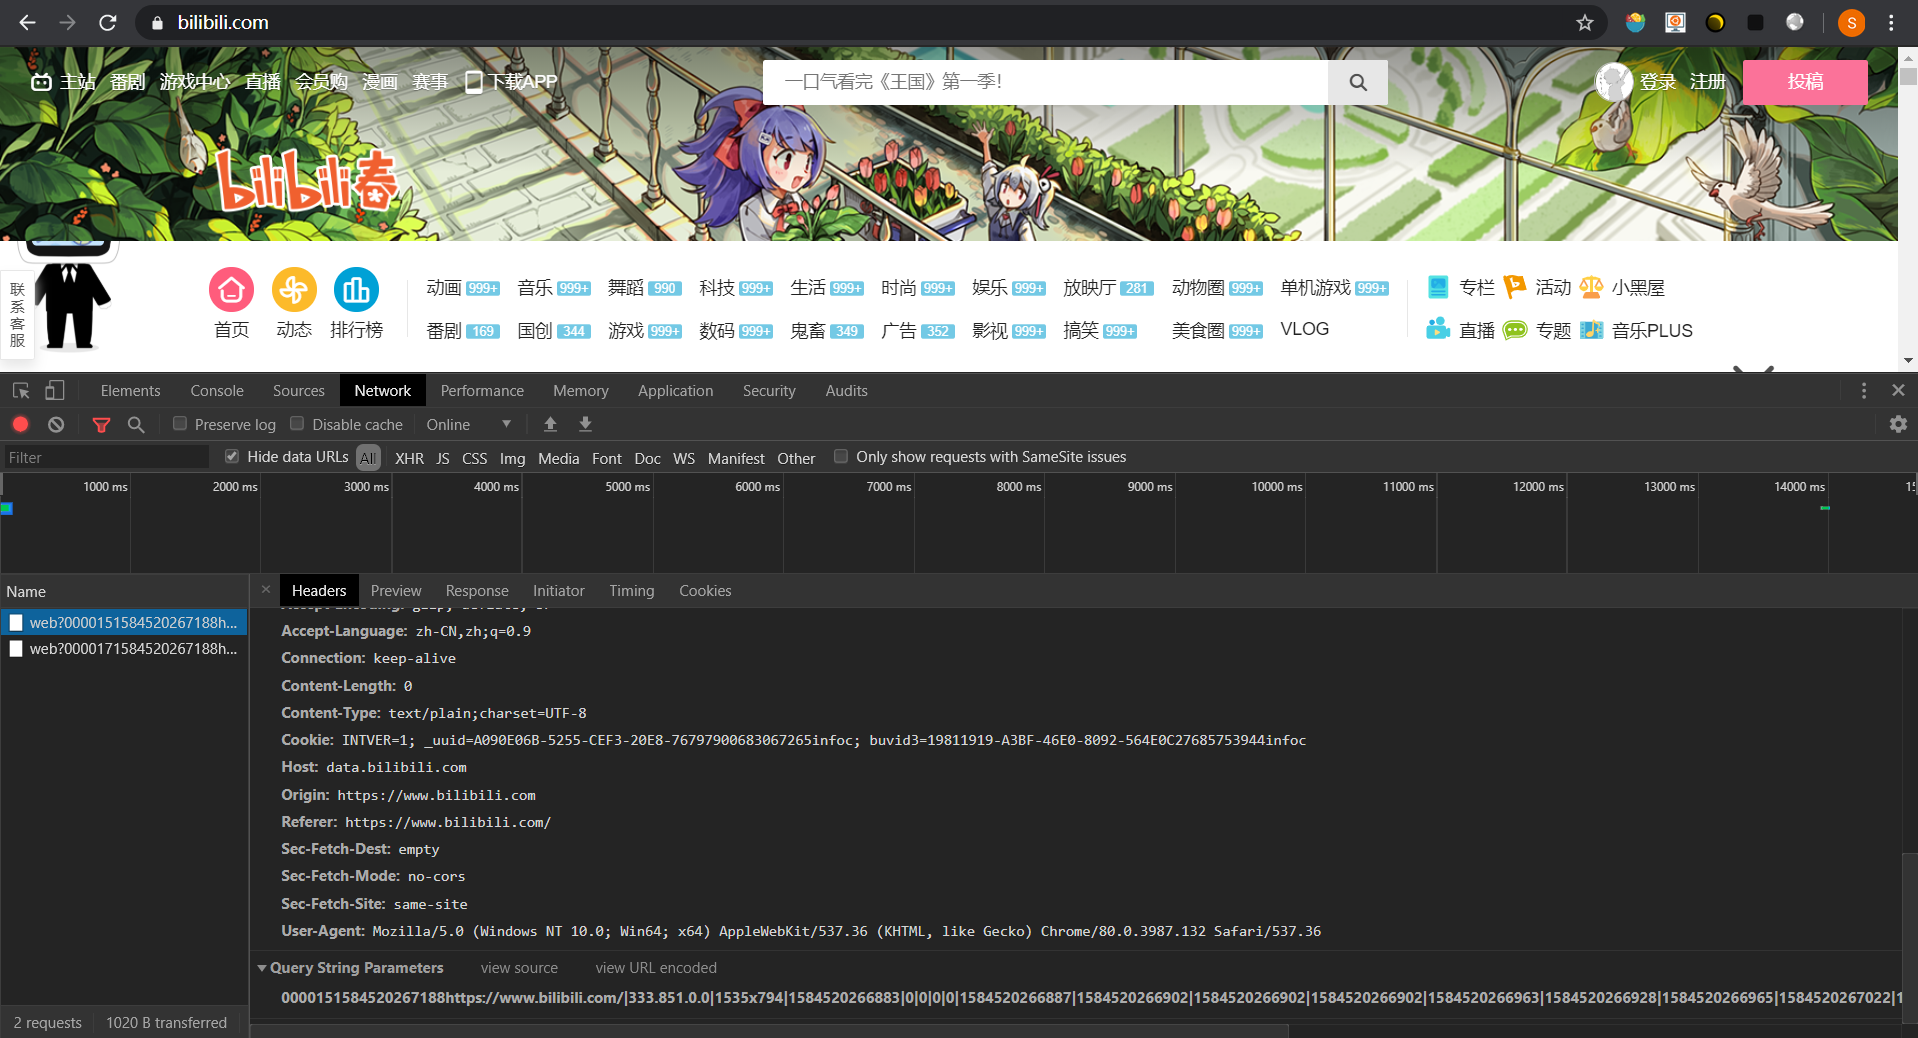 bilibili.com
S
主站 番剧 游戏中心 直播 会员购 漫画 赛事 下载APP
一口气看完《王国》第一季!
登录 注册 投稿
bilibili春
联系客服
首页 动态 排行榜
动画 999+ 音乐 999+ 舞蹈 990 科技 999+ 生活 999+ 时尚 999+ 娱乐 999+ 放映厅 281 动物圈 999+ 单机游戏 999+ 专栏 活动 小黑屋
番剧 169 国创 344 游戏 999+ 数码 999+ 鬼畜 349 广告 352 影视 999+ 搞笑 999+ 美食圈 999+ VLOG 直播 专题 音乐PLUS
Elements Console Sources Network Performance Memory Application Security Audits
Preserve log Disable cache Online
Filter Hide data URLs All XHR JS CSS Img Media Font Doc WS Manifest Other Only show requests with SameSite issues
1000 ms 2000 ms 3000 ms 4000 ms 5000 ms 6000 ms 7000 ms 8000 ms 9000 ms 10000 ms 11000 ms 12000 ms 13000 ms 14000 ms
Name
web?0000151584520267188h...
web?0000171584520267188h...
2 requests 1020 B transferred
Headers Preview Response Initiator Timing Cookies
Accept-Language: zh-CN,zh;q=0.9
Connection: keep-alive
Content-Length: 0
Content-Type: text/plain;charset=UTF-8
Cookie: INTVER=1; _uuid=A090E06B-5255-CEF3-20E8-76797900683067265infoc; buvid3=19811919-A3BF-46E0-8092-564E0C27685753944infoc
Host: data.bilibili.com
Origin: https://www.bilibili.com
Referer: https://www.bilibili.com/
Sec-Fetch-Dest: empty
Sec-Fetch-Mode: no-cors
Sec-Fetch-Site: same-site
User-Agent: Mozilla/5.0 (Windows NT 10.0; Win64; x64) AppleWebKit/537.36 (KHTML, like Gecko) Chrome/80.0.3987.132 Safari/537.36
Query String Parameters view source view URL encoded
0000151584520267188https://www.bilibili.com/|333.851.0.0|1535x794|1584520266883|0|0|0|0|1584520266887|1584520266902|1584520266902|1584520266902|1584520266963|1584520266928|1584520266965|1584520267022|1